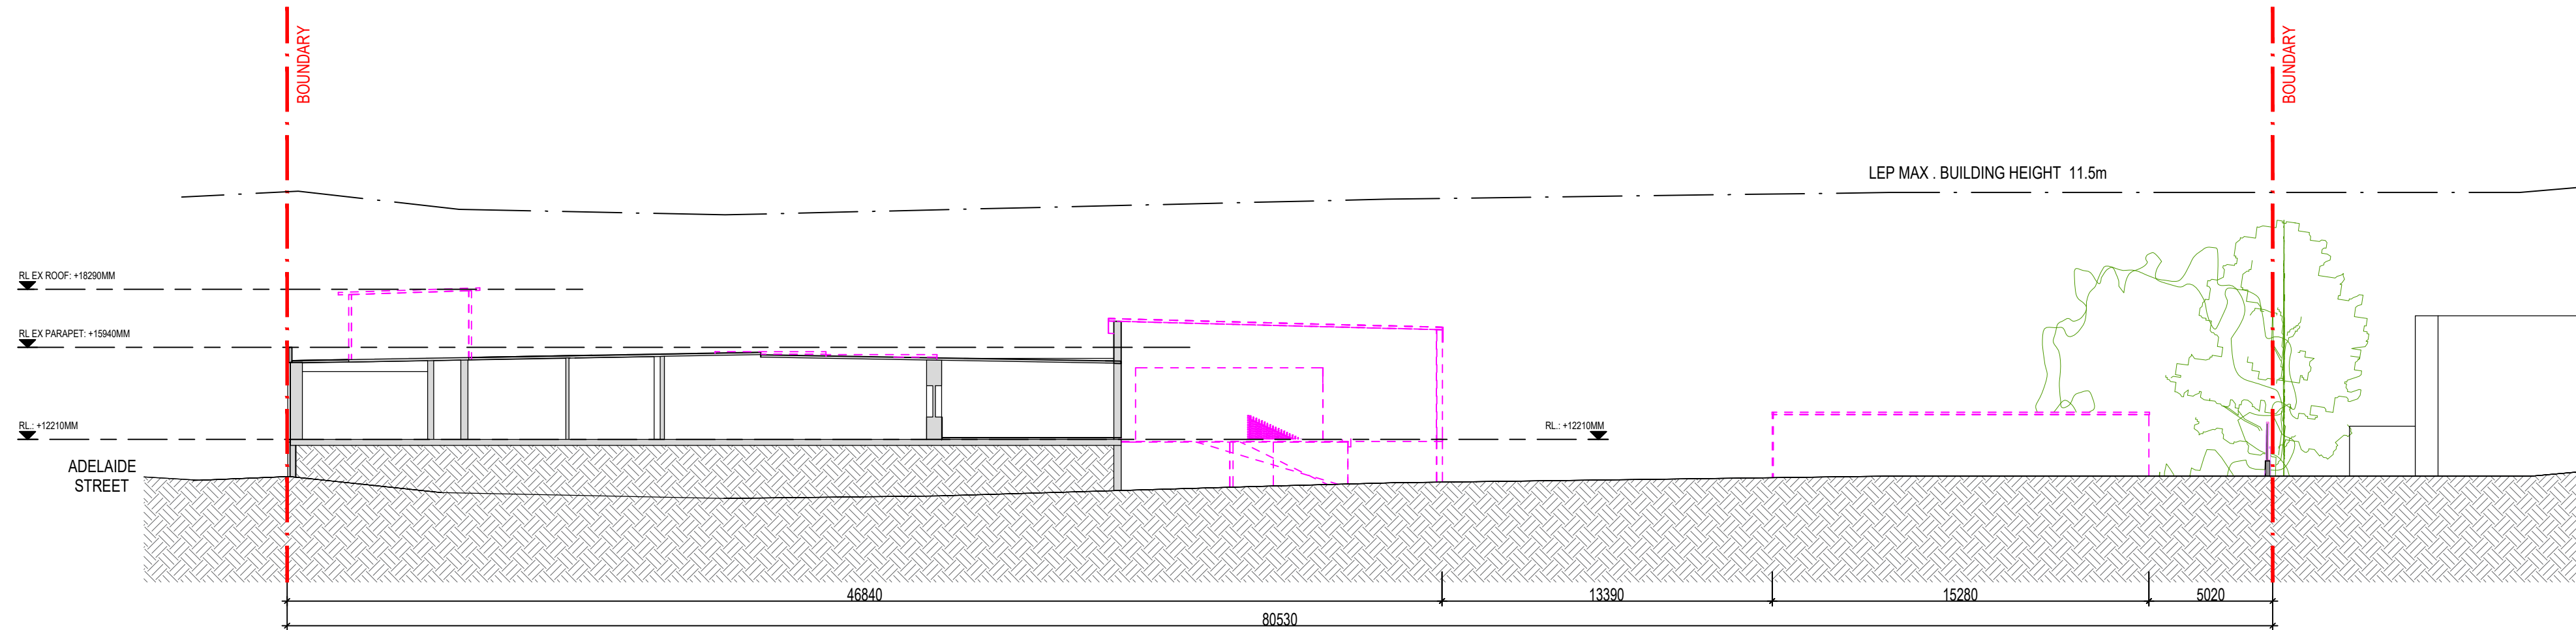 BOUNDARY
BOUNDARY
LEP MAX . BUILDING HEIGHT 11.5m
RL EX ROOF: +18290MM
RL EX PARAPET: +15940MM
RL.: +12210MM
RL.: +12210MM
ADELAIDE
STREET
46840
13390
15280
5020
80530